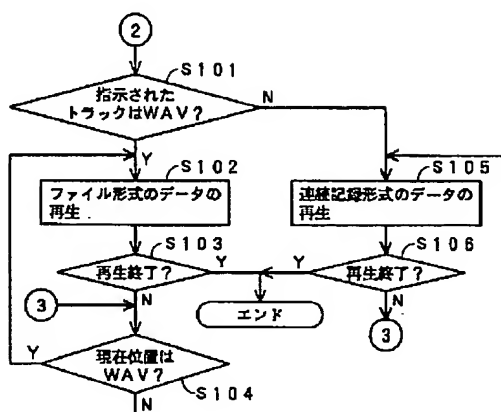 2
S101
指示された
トラックはWAV?
N
Y
S102
S105
ファイル形式のデータの
再生
連続記録形式のデータの
再生
S103
S106
再生終了?
Y
Y
再生終了?
N
エンド
N
3
3
Y
現在位置は
WAV?
S104
N